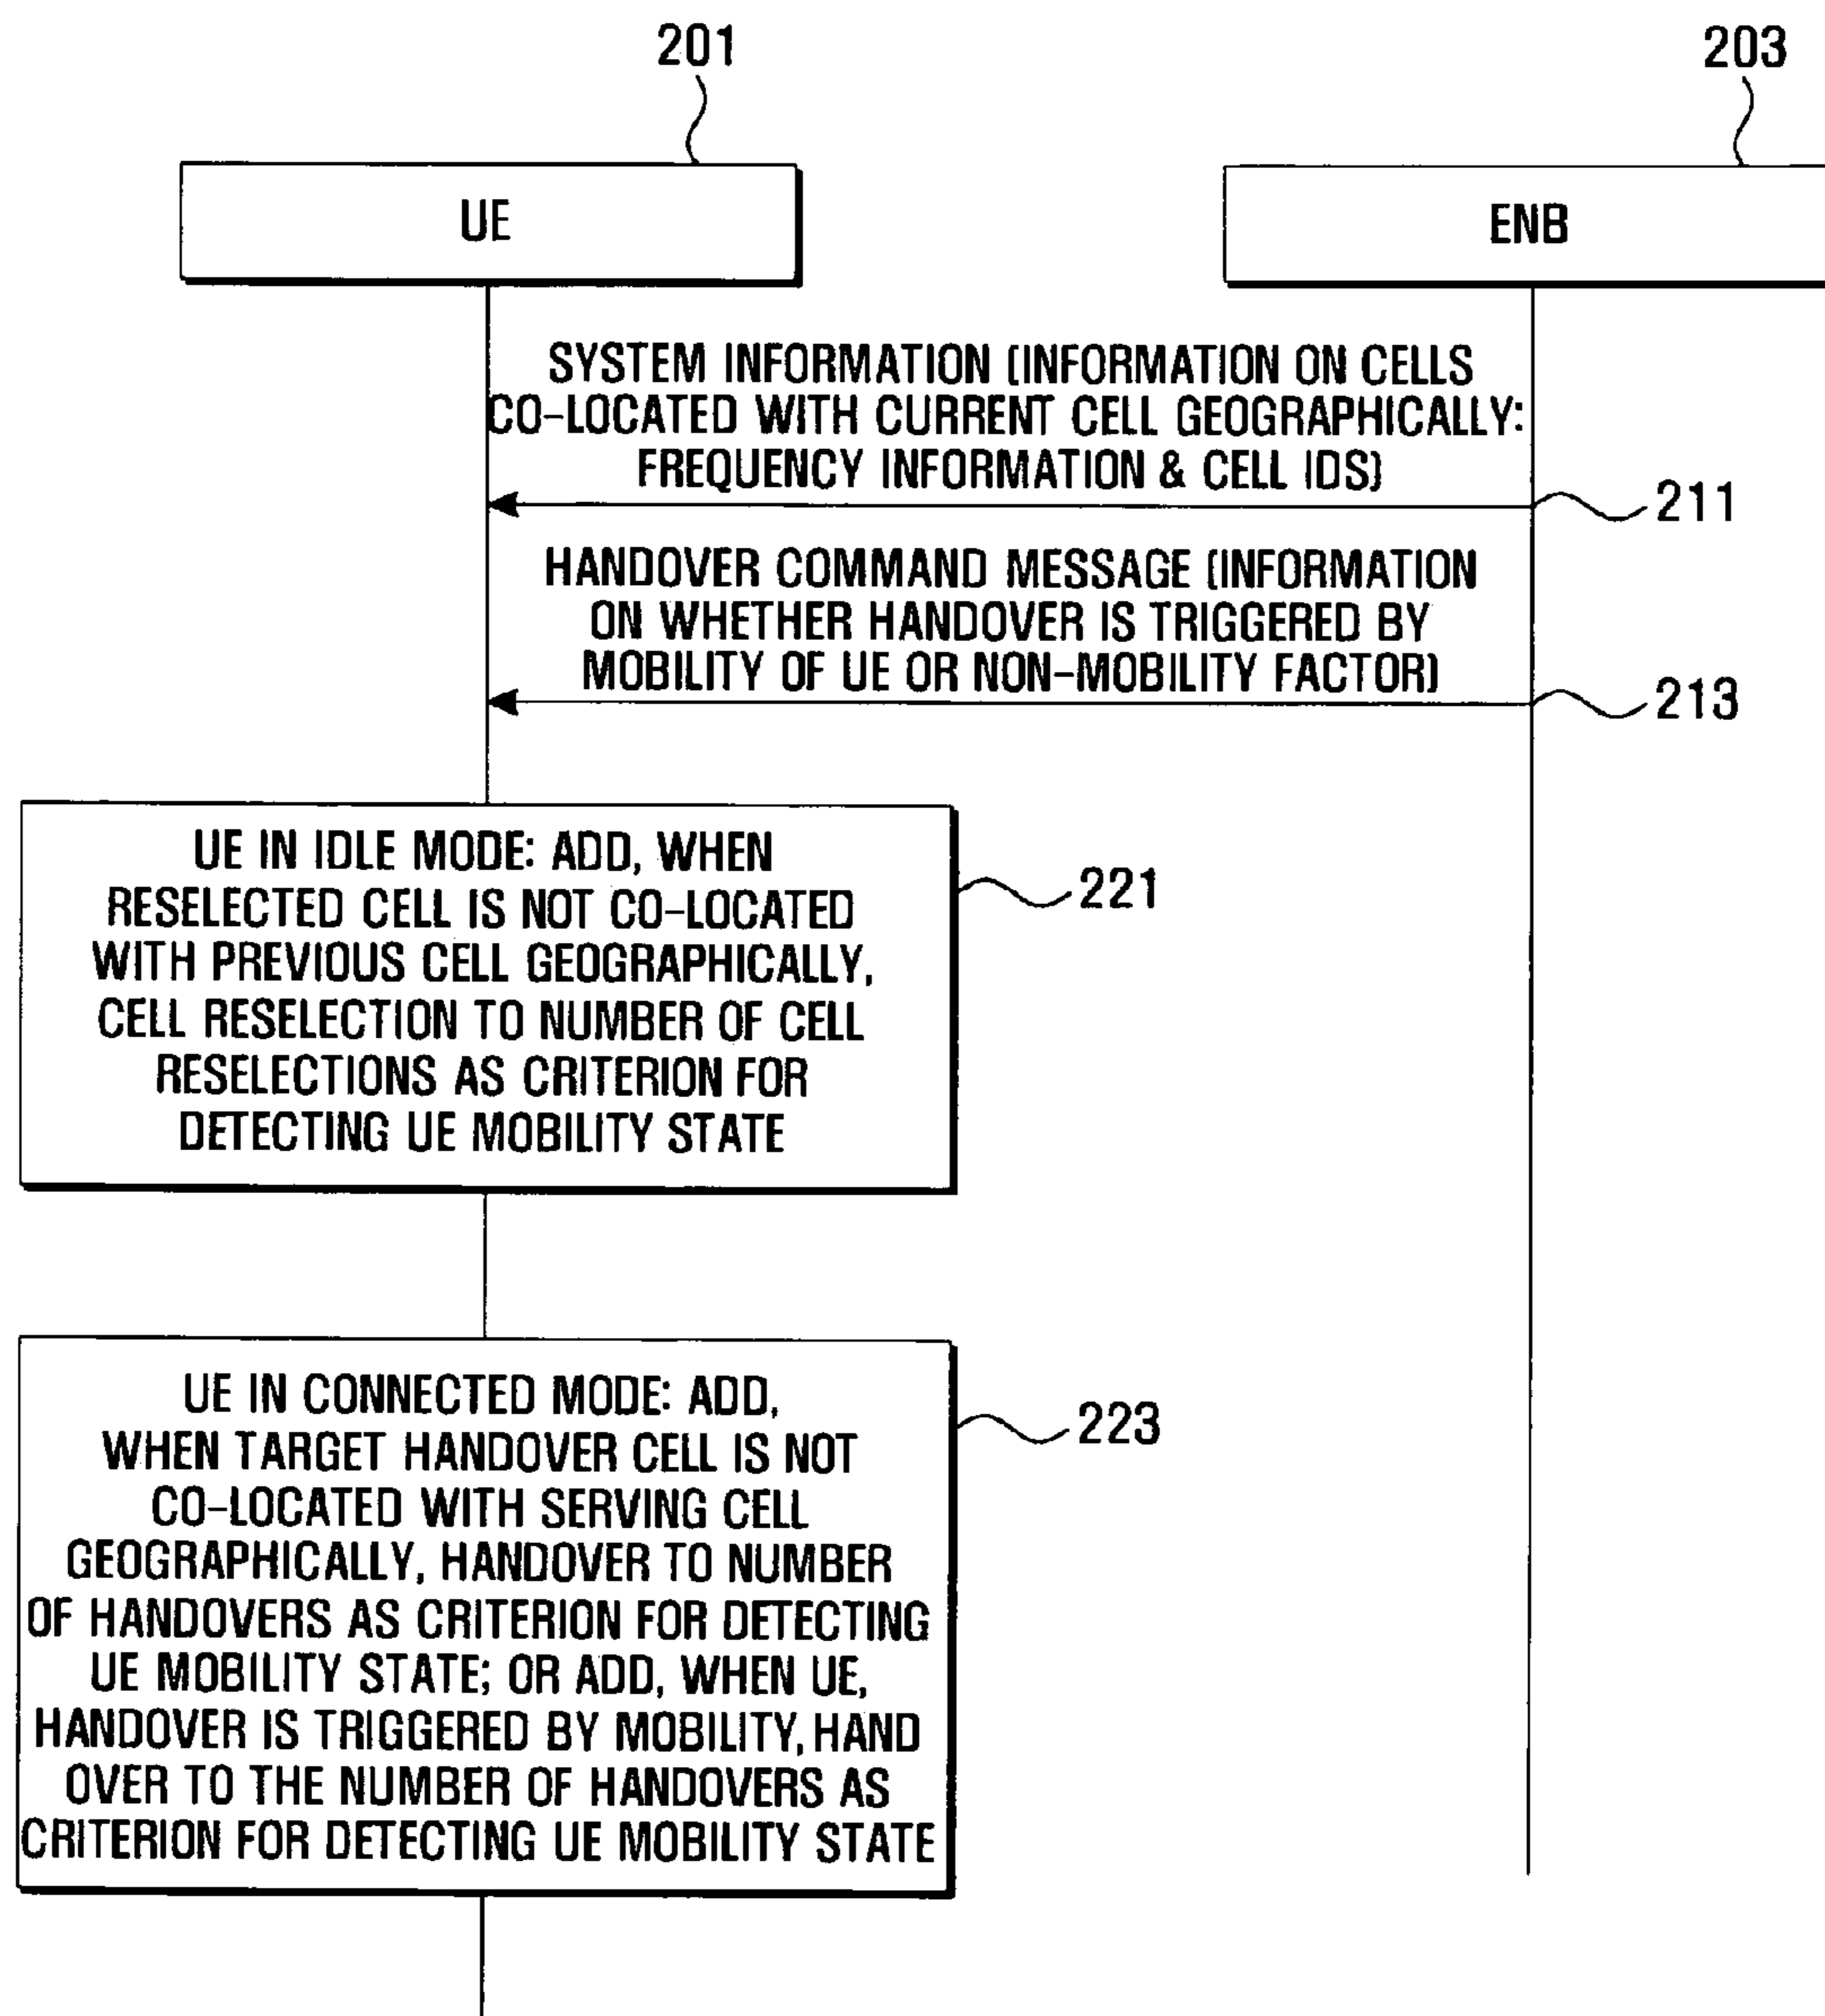 201
203
UE
ENB
SYSTEM INFORMATION (INFORMATION ON CELLS
CO-LOCATED WITH CURRENT CELL GEOGRAPHICALLY:
FREQUENCY INFORMATION & CELL IDS)
211
HANDOVER COMMAND MESSAGE (INFORMATION
ON WHETHER HANDOVER IS TRIGGERED BY
MOBILITY OF UE OR NON-MOBILITY FACTOR)
213
UE IN IDLE MODE: ADD, WHEN
RESELECTED CELL IS NOT CO-LOCATED
WITH PREVIOUS CELL GEOGRAPHICALLY,
CELL RESELECTION TO NUMBER OF CELL
RESELECTIONS AS CRITERION FOR
DETECTING UE MOBILITY STATE
221
UE IN CONNECTED MODE: ADD,
WHEN TARGET HANDOVER CELL IS NOT
CO-LOCATED WITH SERVING CELL
GEOGRAPHICALLY, HANDOVER TO NUMBER
OF HANDOVERS AS CRITERION FOR DETECTING
UE MOBILITY STATE; OR ADD, WHEN UE,
HANDOVER IS TRIGGERED BY MOBILITY, HAND
OVER TO THE NUMBER OF HANDOVERS AS
CRITERION FOR DETECTING UE MOBILITY STATE
223